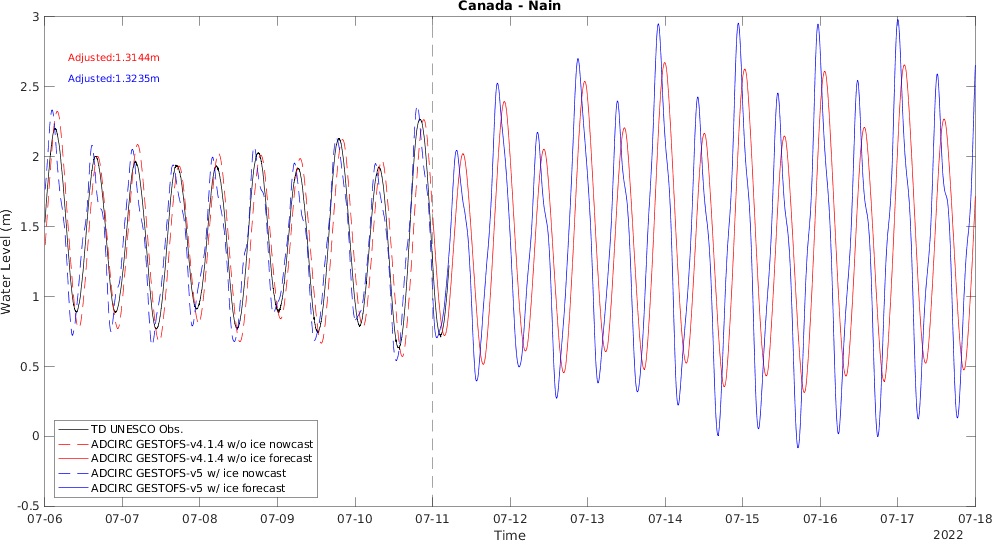 Canada - Nain
Adjusted:1.3144m
Adjusted:1.3235m
Water Level (m)
3
2.5
2
1.5
1
0.5
0
-0.5
TD UNESCO Obs.
ADCIRC GESTOFS-v4.1.4 w/o ice nowcast
ADCIRC GESTOFS-v4.1.4 w/o ice forecast
ADCIRC GESTOFS-v5 w/ ice nowcast
ADCIRC GESTOFS-v5 w/ ice forecast
07-06 07-07 07-08 07-09 07-10 07-11 07-12 07-13 07-14 07-15 07-16 07-17 07-18
Time
2022